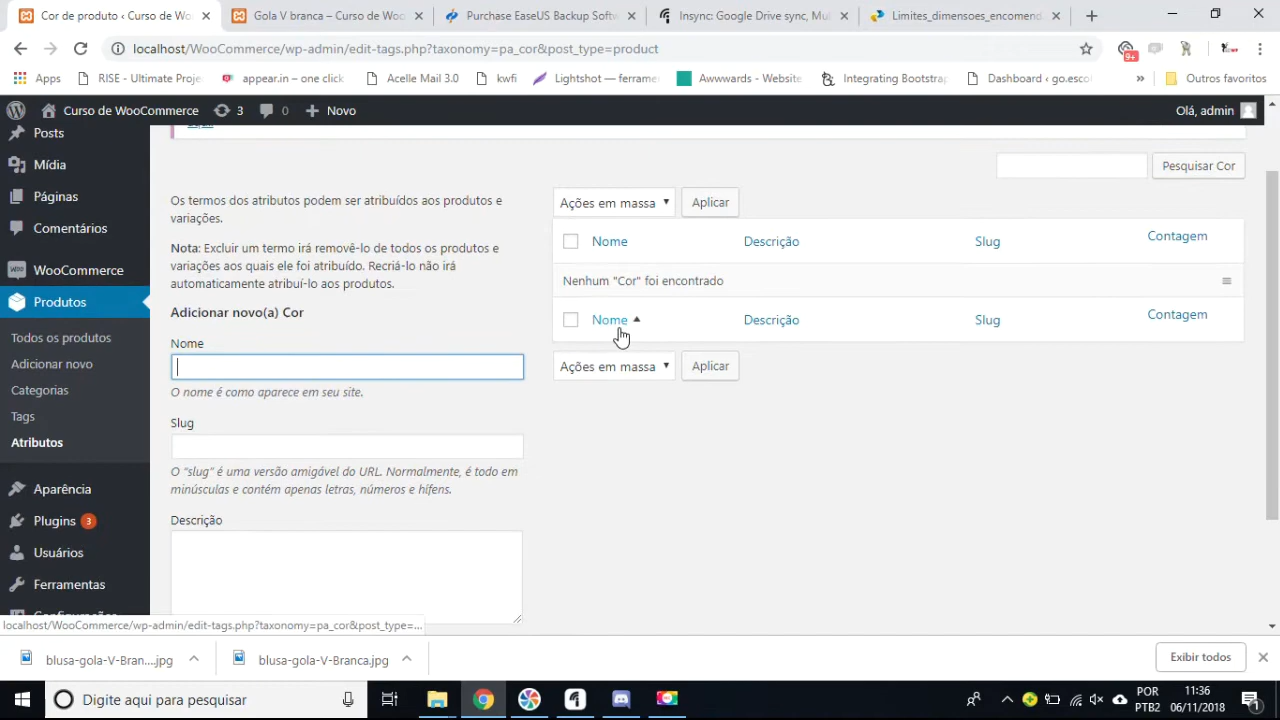 Cor de produto ‹ Curso de Wo
Gola V branca – Curso de Woo
Purchase EaseUS Backup Softw
Insync: Google Drive sync, Mul
Limites_dimensoes_encomend
localhost/WooCommerce/wp-admin/edit-tags.php?taxonomy=pa_cor&post_type=product
9+
Apps
RISE - Ultimate Proje
appear.in – one click
Acelle Mail 3.0
kwfi
Lightshot — ferrame
Awwwards - Website
Integrating Bootstrap
Dashboard ‹ go.escol
»
Outros favoritos
Curso de WooCommerce
3
0
Novo
Olá, admin
Posts
Mídia
Páginas
Comentários
WooCommerce
Produtos
Todos os produtos
Adicionar novo
Categorias
Tags
Atributos
Aparência
Plugins 3
Usuários
Ferramentas
Configurações
Pesquisar Cor
Os termos dos atributos podem ser atribuídos aos produtos e
variações.
Nota: Excluir um termo irá removê-lo de todos os produtos e
variações aos quais ele foi atribuído. Recriá-lo não irá
automaticamente atribuí-lo aos produtos.
Adicionar novo(a) Cor
Nome
O nome é como aparece em seu site.
Slug
O "slug" é uma versão amigável do URL. Normalmente, é todo em
minúsculas e contém apenas letras, números e hífens.
Descrição
Ações em massa
Aplicar
Nome
Descrição
Slug
Contagem
Nenhum "Cor" foi encontrado
Nome
Descrição
Slug
Contagem
Ações em massa
Aplicar
localhost/WooCommerce/wp-admin/edit-tags.php?taxonomy=pa_cor&post_type=...
blusa-gola-V-Bran....jpg
blusa-gola-V-Branca.jpg
Exibir todos
Digite aqui para pesquisar
POR
PTB2
11:36
06/11/2018
1